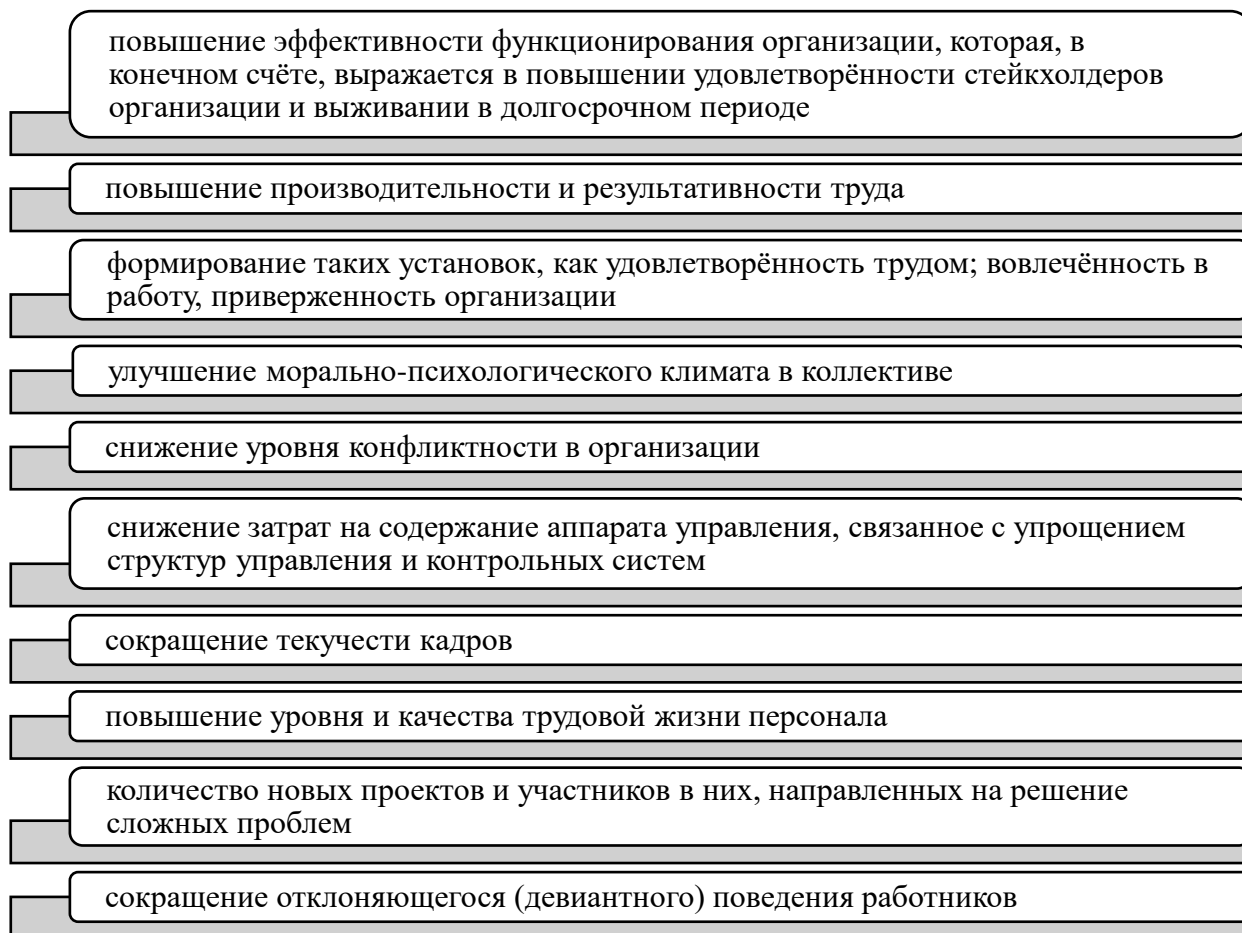 повышение эффективности функционирования организации, которая, в
конечном счёте, выражается в повышении удовлетворённости стейкхолдеров
организации и выживании в долгосрочном периоде
повышение производительности и результативности труда
формирование таких установок, как удовлетворённость трудом; вовлечённость в
работу, приверженность организации
улучшение морально-психологического климата в коллективе
снижение уровня конфликтности в организации
снижение затрат на содержание аппарата управления, связанное с упрощением
структур управления и контрольных систем
сокращение текучести кадров
повышение уровня и качества трудовой жизни персонала
количество новых проектов и участников в них, направленных на решение
сложных проблем
сокращение отклоняющегося (девиантного) поведения работников